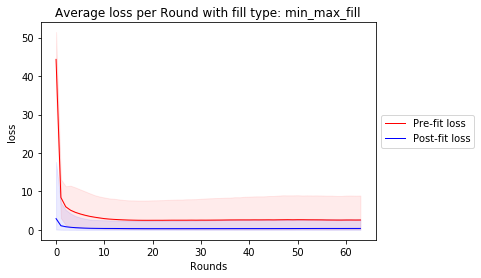 Average loss per Round with fill type: min_max_fill
50
40
30
20
10
0
loss
0 10 20 30 40 50 60
Rounds
Pre-fit loss
Post-fit loss